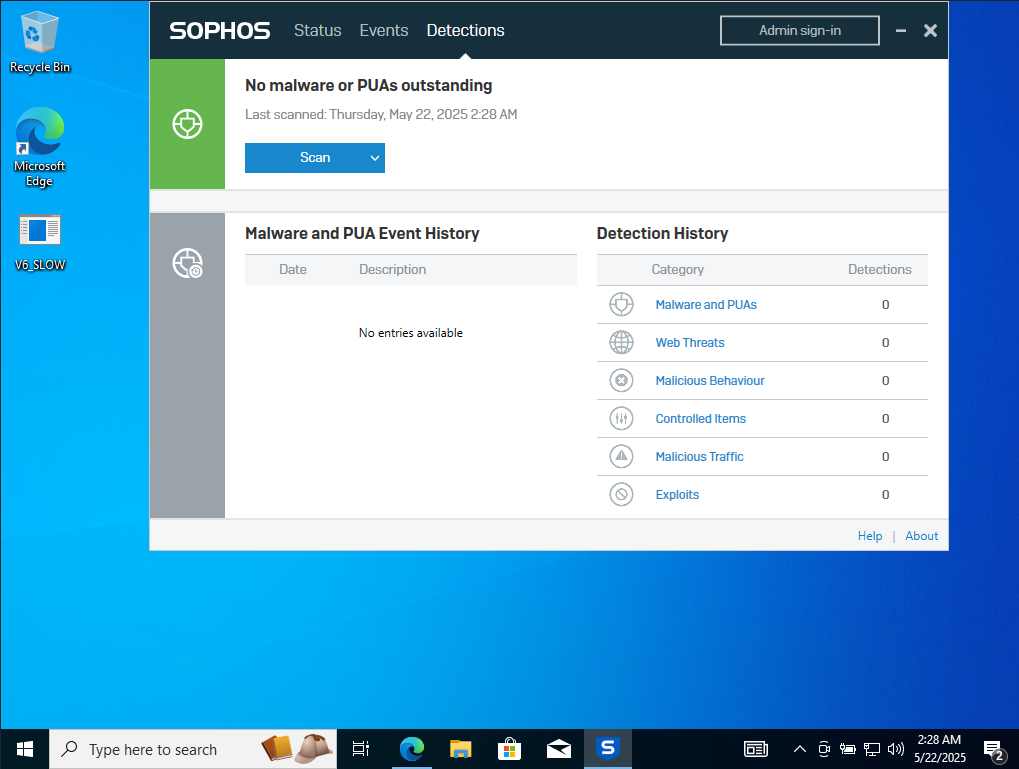 Recycle Bin
Microsoft
Edge
V6_SLOW
SOPHOS Status Events Detections Admin sign-in
No malware or PUAs outstanding
Last scanned: Thursday, May 22, 2025 2:28 AM
Scan
Malware and PUA Event History
Date Description
No entries available
Detection History
Category Detections
Malware and PUAs 0
Web Threats 0
Malicious Behaviour 0
Controlled Items 0
Malicious Traffic 0
Exploits 0
Help | About
Type here to search
S
2:28 AM
5/22/2025
2